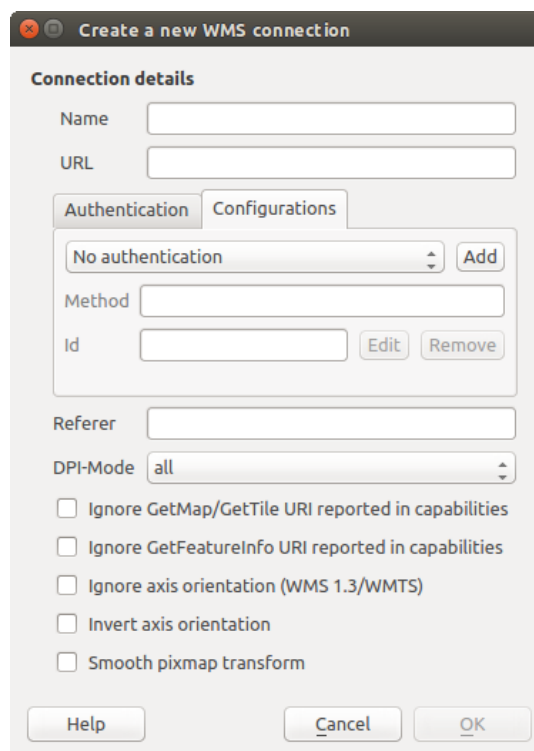 Create a new WMS connection
Connection details
Name
URL
Authentication Configurations
No authentication Add
Method
Id Edit Remove
Referer
DPI-Mode all
Ignore GetMap/GetTile URI reported in capabilities
Ignore GetFeatureInfo URI reported in capabilities
Ignore axis orientation (WMS 1.3/WMTS)
Invert axis orientation
Smooth pixmap transform
Help Cancel OK